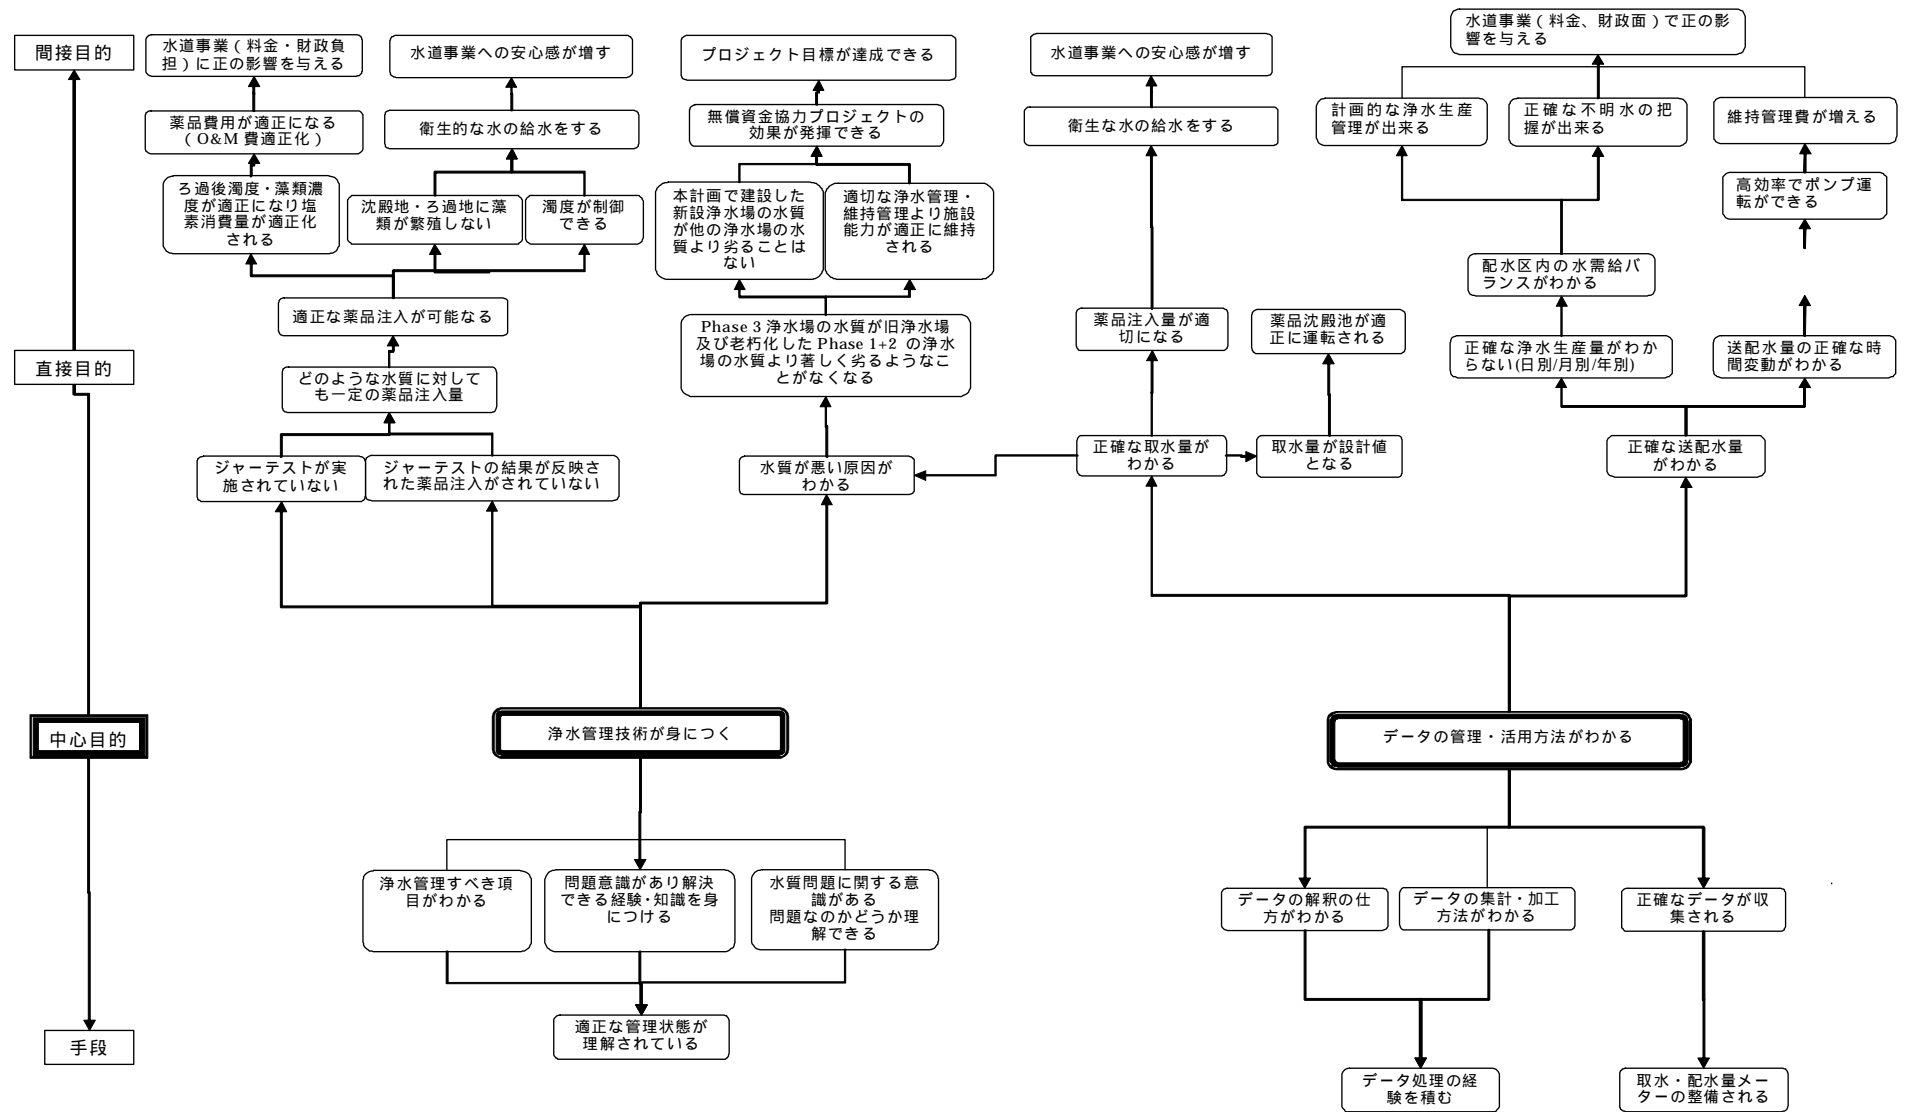 間接目的
直接目的
中心目的
手段
水道事業（料金・財政負
担）に正の影響を与える
薬品費用が適正になる
（O&M 費適正化）
ろ過後濁度・藻類濃
度が適正になり塩
素消費量が適正化
される
水道事業への安心感が増す
衛生的な水の給水をする
沈殿地・ろ過地に藻
類が繁殖しない
濁度が制御
できる
適正な薬品注入が可能なる
どのような水質に対して
も一定の薬品注入量
ジャーテストが実
施されていない
ジャーテストの結果が反映さ
れた薬品注入がされていない
プロジェクト目標が達成できる
無償資金協力プロジェクトの
効果が発揮できる
本計画で建設した
新設浄水場の水質
が他の浄水場の水
質より劣ることは
ない
適切な浄水管理・
維持管理より施設
能力が適正に維持
される
Phase 3 浄水場の水質が旧浄水場
及び老朽化した Phase 1+2 の浄水
場の水質より著しく劣るようなこ
とがなくなる
水質が悪い原因が
わかる
水道事業への安心感が増す
衛生な水の給水をする
薬品注入量が適
切になる
薬品沈殿池が適
正に運転される
正確な取水量が
わかる
取水量が設計値
となる
水道事業（料金、財政面）で正の影
響を与える
計画的な浄水生産
管理が出来る
正確な不明水の把
握が出来る
維持管理費が増える
高効率でポンプ運
転ができる
配水区内の水需給バ
ランスがわかる
正確な浄水生産量がわか
らない(日別/月別/年別)
送配水量の正確な時
間変動がわかる
正確な送配水量
がわかる
浄水管理技術が身につく
浄水管理すべき項
目がわかる
問題意識があり解決
できる経験・知識を身
につける
水質問題に関する意
識がある
問題なのかどうか理
解できる
適正な管理状態が
理解されている
データの管理・活用方法がわかる
データの解釈の仕
方がわかる
データの集計・加工
方法がわかる
正確なデータが収
集される
データ処理の経
験を積む
取水・配水量メー
ターの整備される